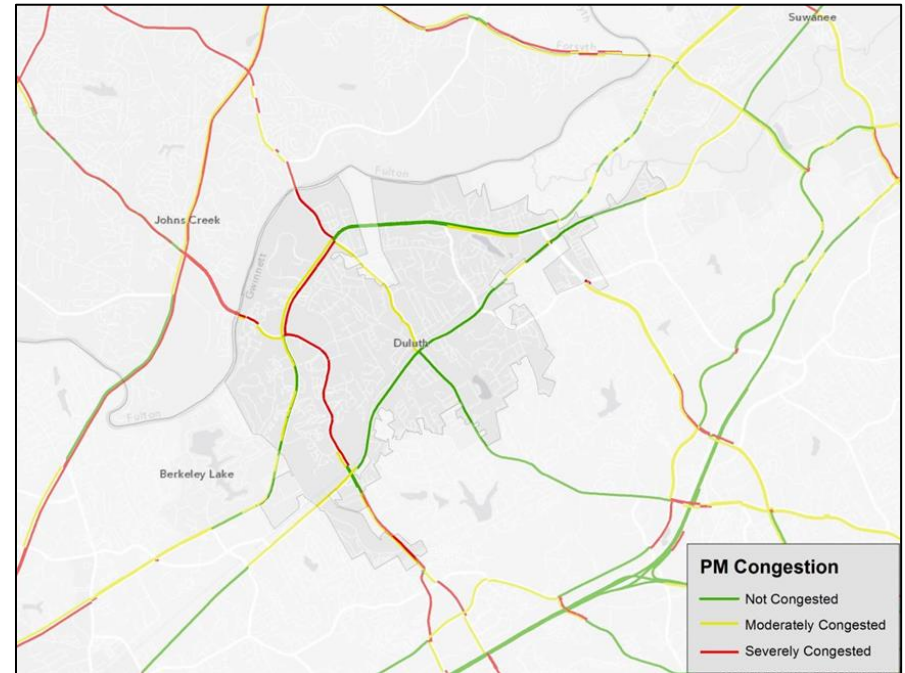 Suwanee
Forsyth
Fulton
Johns Creek
Gwinnett
Duluth
Fulton
Berkeley Lake
PM Congestion
Not Congested
Moderately Congested
Severely Congested